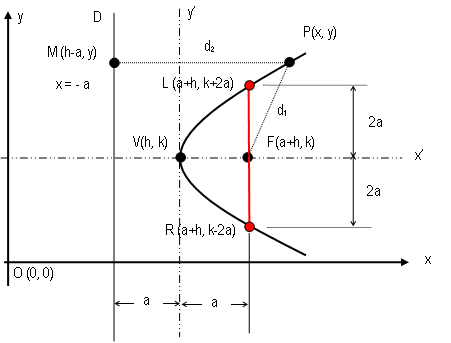 y
D
y'
P(x, y)
M (h-a, y)
d₂
x = - a
L (a+h, k+2a)
d₁
2a
V(h, k)
F(a+h, k)
x'
2a
R (a+h, k-2a)
x
O (0, 0)
a
a